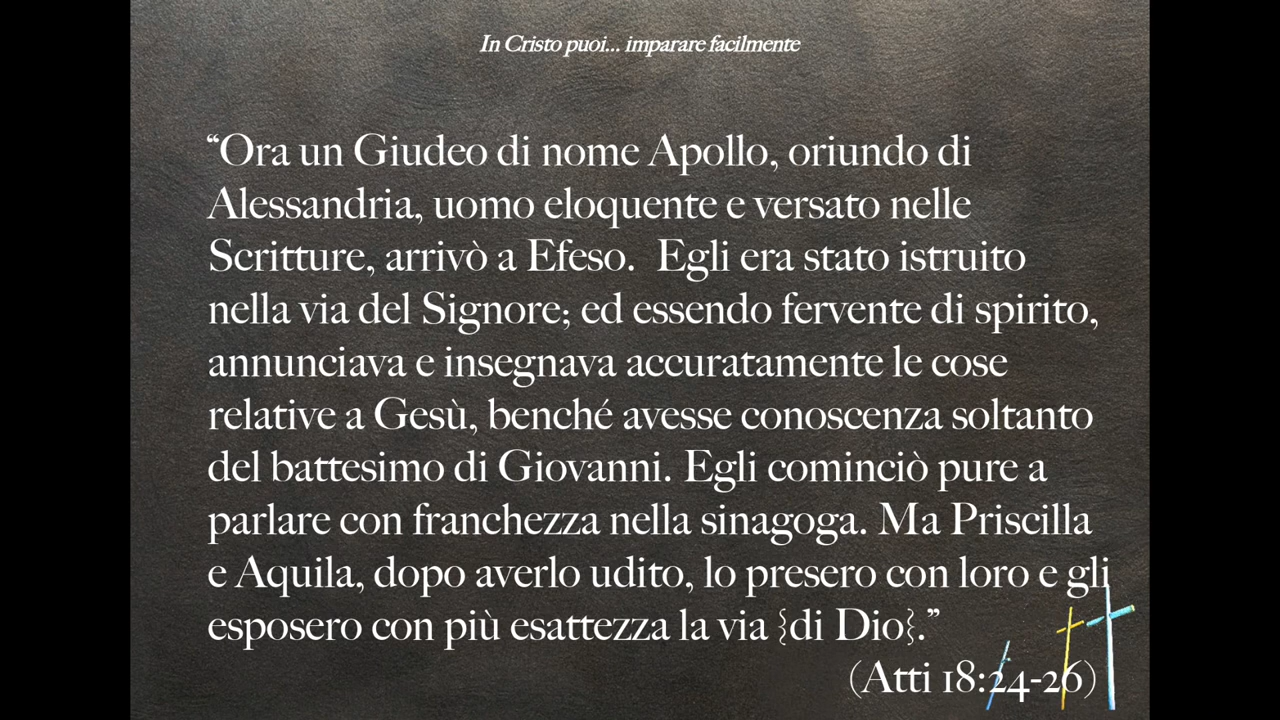 In Cristo puoi... imparare facilmente
“Ora un Giudeo di nome Apollo, oriundo di
Alessandria, uomo eloquente e versato nelle
Scritture, arrivò a Efeso.  Egli era stato istruito
nella via del Signore; ed essendo fervente di spirito,
annunciava e insegnava accuratamente le cose
relative a Gesù, benché avesse conoscenza soltanto
del battesimo di Giovanni. Egli cominciò pure a
parlare con franchezza nella sinagoga. Ma Priscilla
e Aquila, dopo averlo udito, lo presero con loro e gli
esposero con più esattezza la via {di Dio}.”
(Atti 18:24-26)